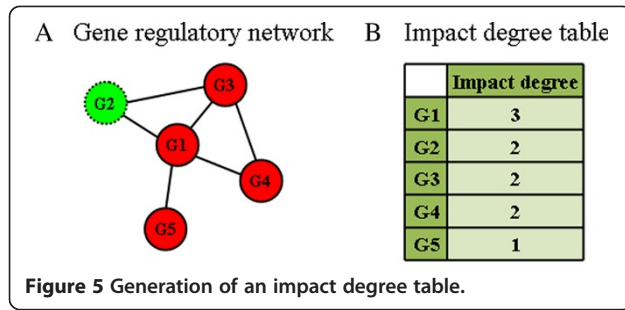 A Gene regulatory network
B Impact degree table
G2
G3
G1
G4
G5
Impact degree
G1 3
G2 2
G3 2
G4 2
G5 1
Figure 5 Generation of an impact degree table.